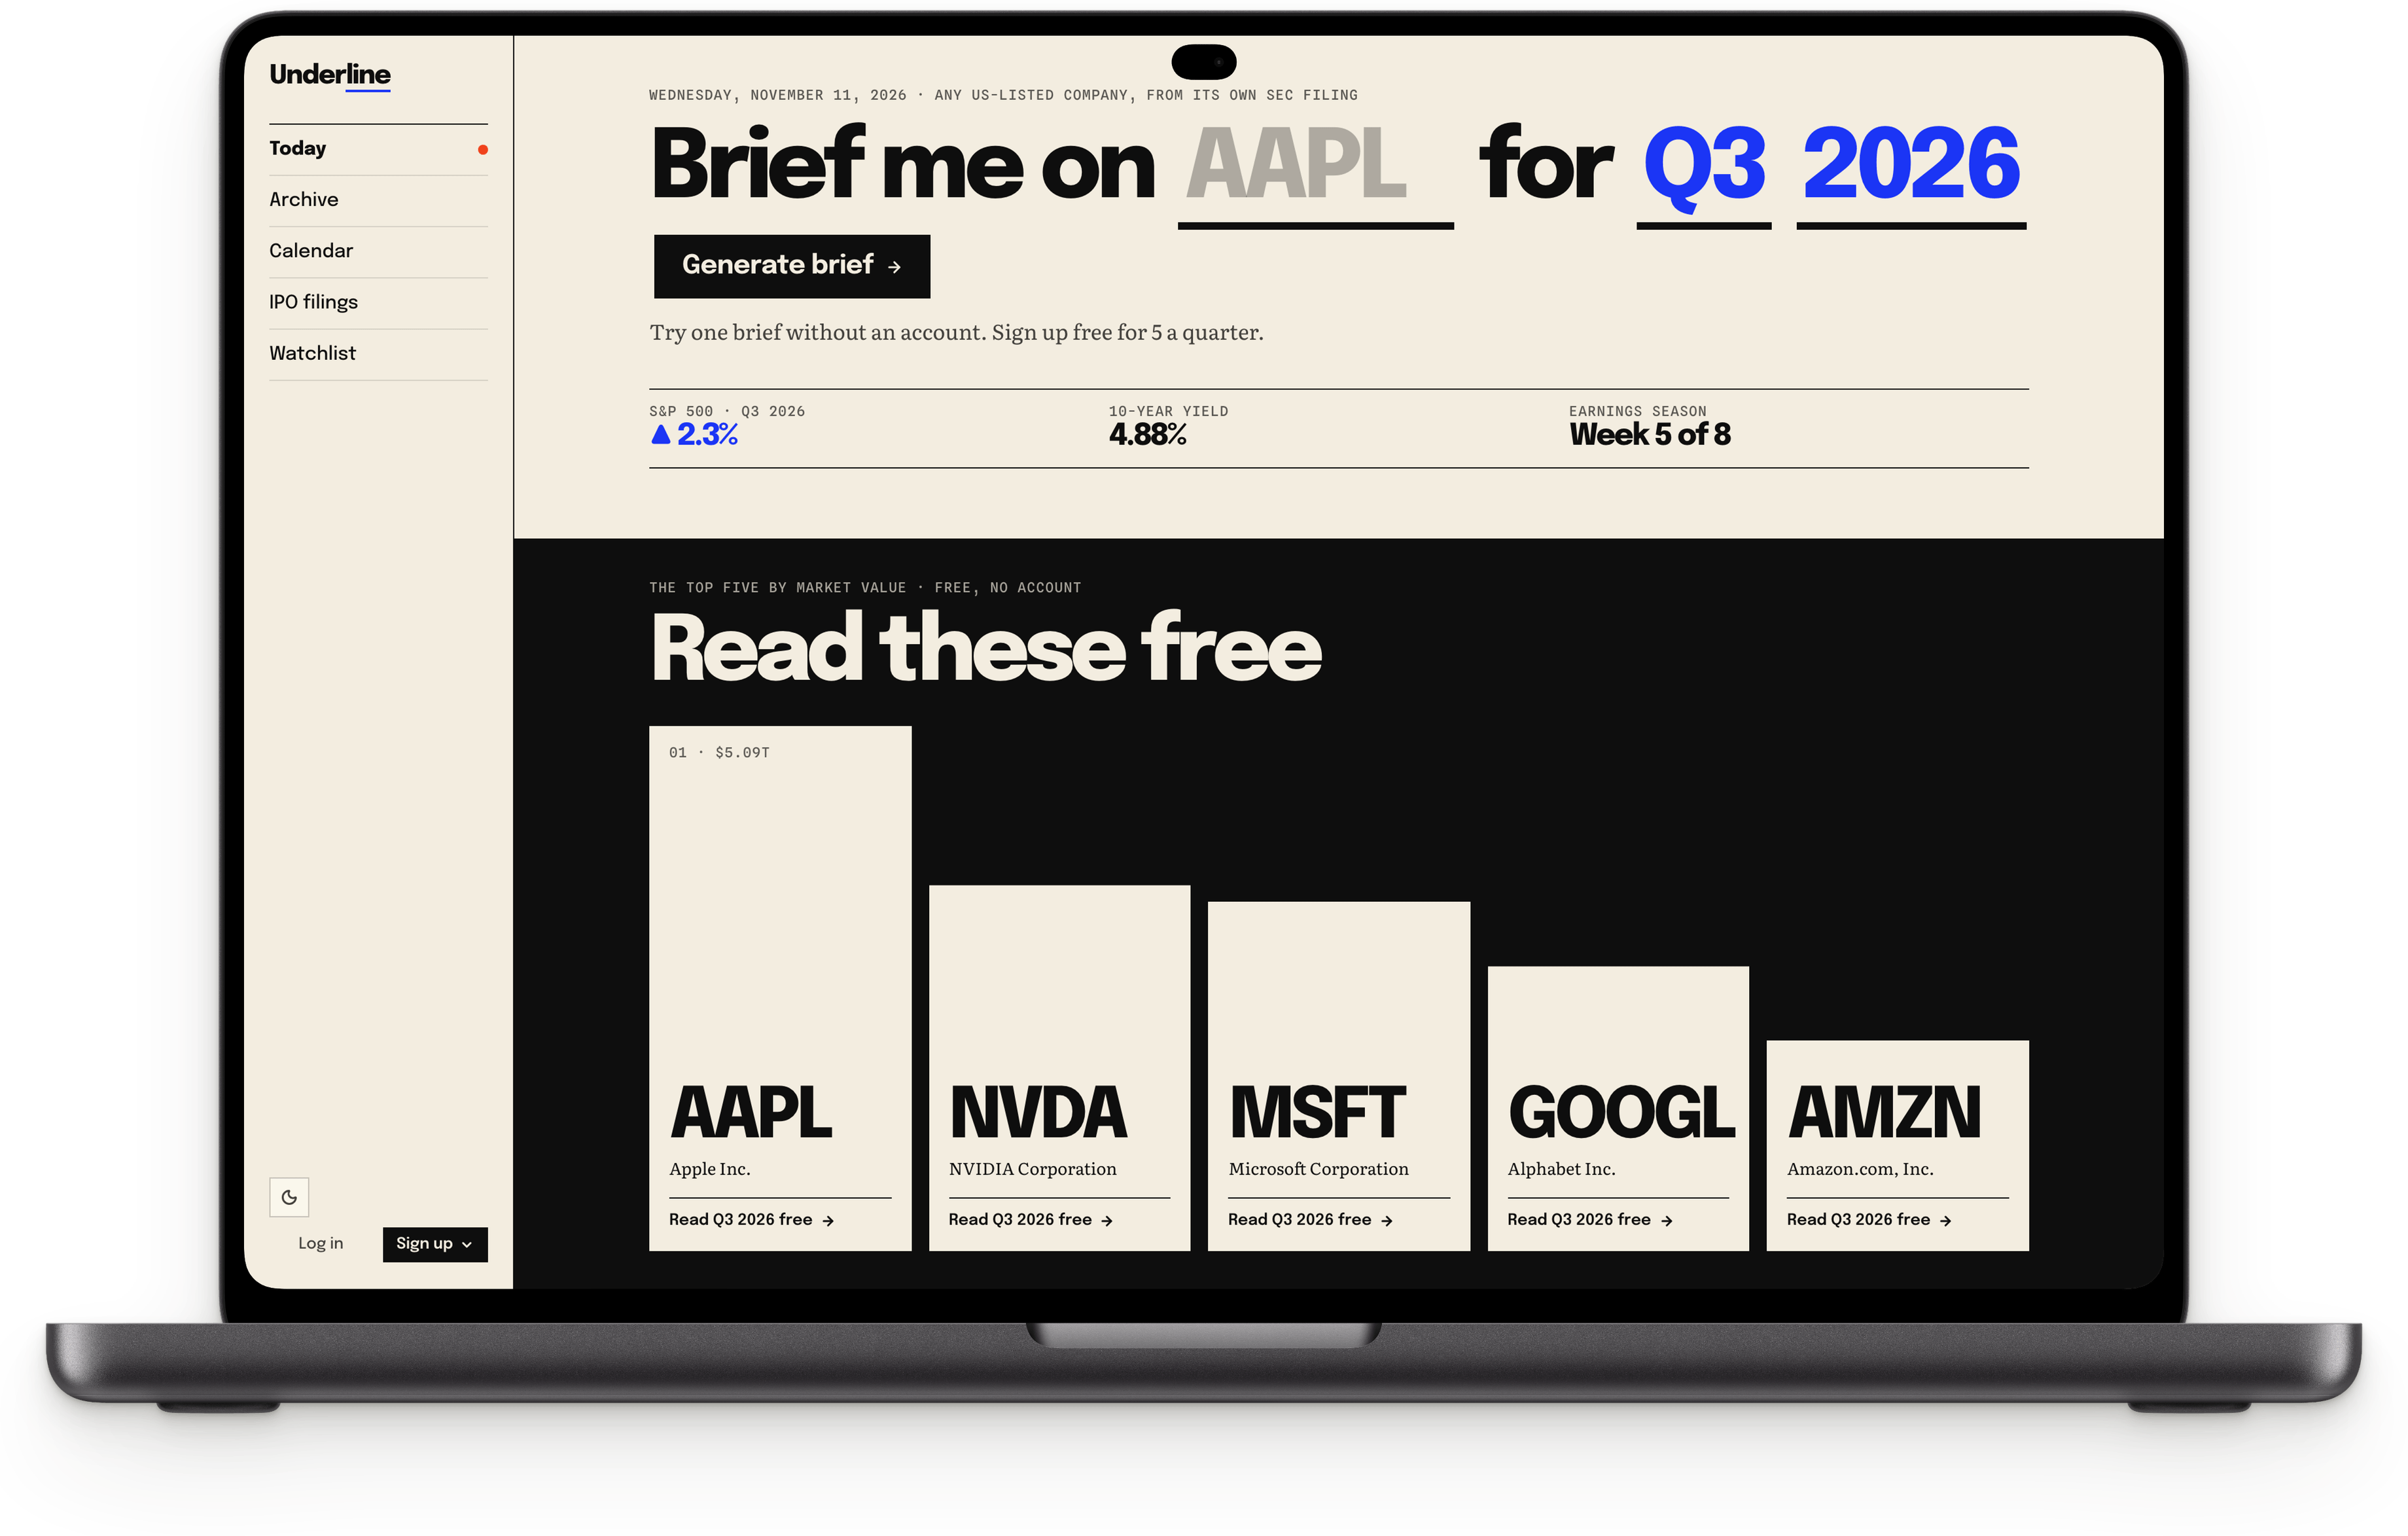 Underline
Today
Archive
Calendar
IPO filings
Watchlist
Log in
Sign up
WEDNESDAY, NOVEMBER 11, 2026 · ANY US-LISTED COMPANY, FROM ITS OWN SEC FILING
Brief me on AAPL for Q3 2026
Generate brief →
Try one brief without an account. Sign up free for 5 a quarter.
S&P 500 · Q3 2026
▲ 2.3%
10-YEAR YIELD
4.88%
EARNINGS SEASON
Week 5 of 8
THE TOP FIVE BY MARKET VALUE · FREE, NO ACCOUNT
Read these free
01 · $5.09T
AAPL
Apple Inc.
Read Q3 2026 free →
NVDA
NVIDIA Corporation
Read Q3 2026 free →
MSFT
Microsoft Corporation
Read Q3 2026 free →
GOOGL
Alphabet Inc.
Read Q3 2026 free →
AMZN
Amazon.com, Inc.
Read Q3 2026 free →